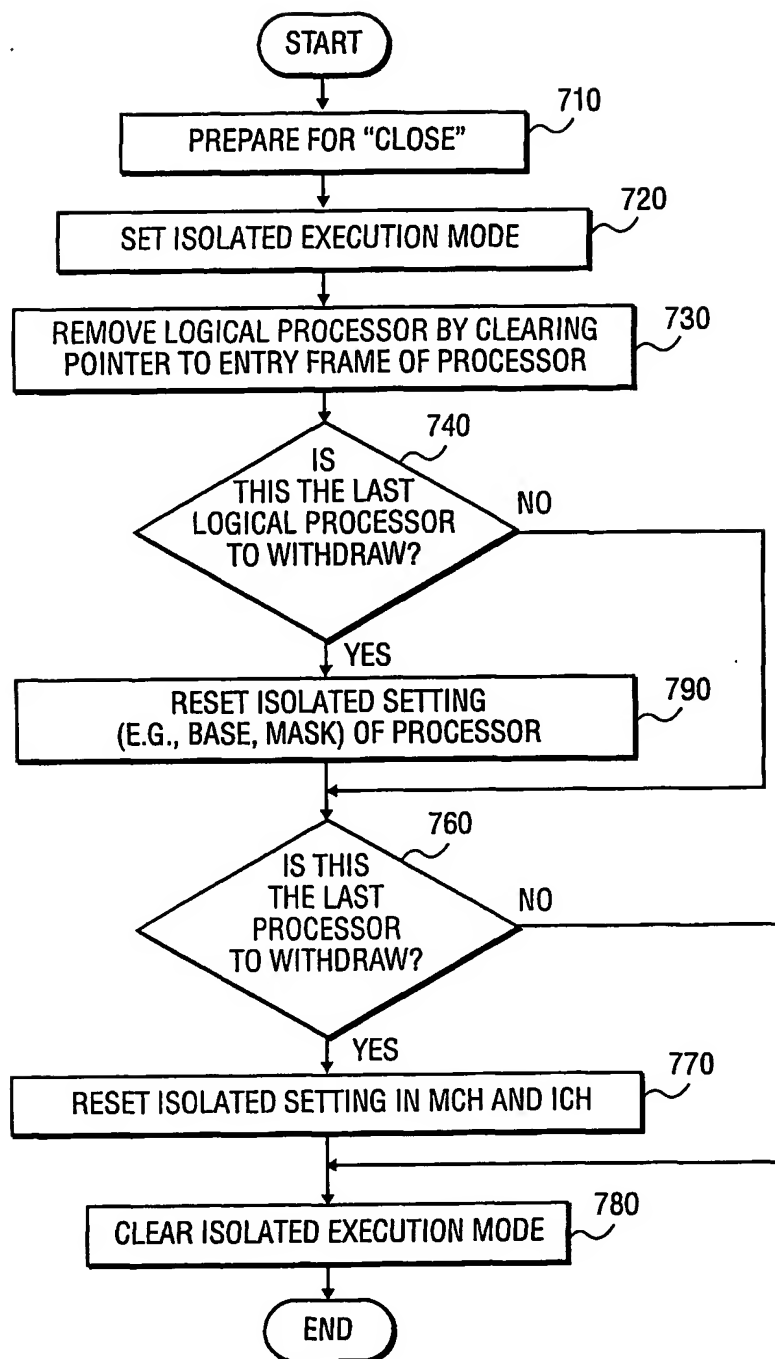 START
710
PREPARE FOR “CLOSE”
720
SET ISOLATED EXECUTION MODE
730
REMOVE LOGICAL PROCESSOR BY CLEARING
POINTER TO ENTRY FRAME OF PROCESSOR
740
IS
THIS THE LAST
LOGICAL PROCESSOR
TO WITHDRAW?
NO
YES
790
RESET ISOLATED SETTING
(E.G., BASE, MASK) OF PROCESSOR
760
IS THIS
THE LAST
PROCESSOR
TO WITHDRAW?
NO
YES
770
RESET ISOLATED SETTING IN MCH AND ICH
780
CLEAR ISOLATED EXECUTION MODE
END